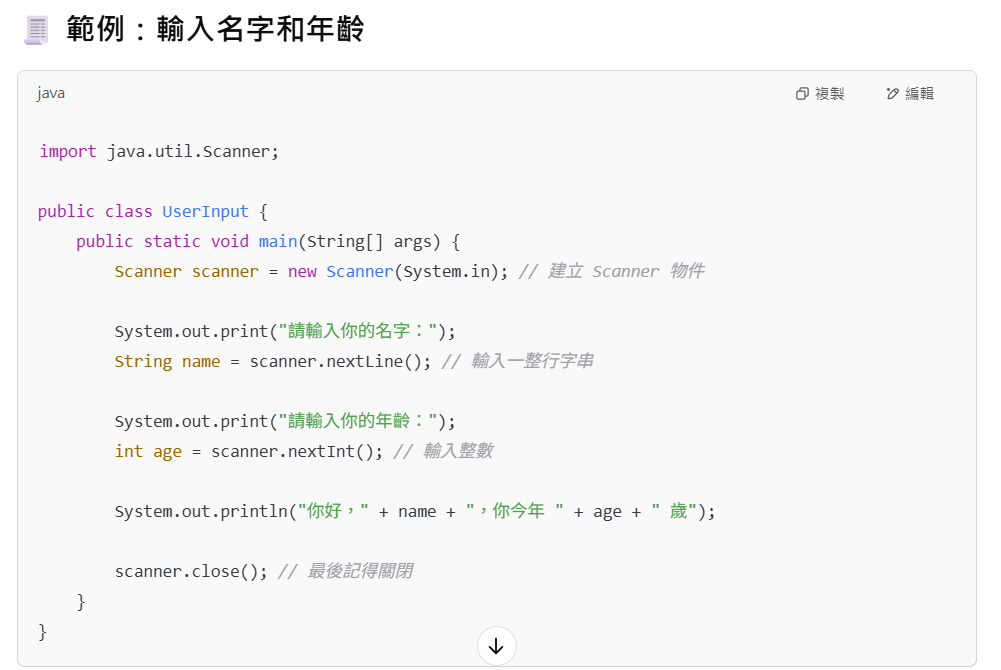 範例：輸入名字和年齡
java
複製
編輯
import java.util.Scanner;
public class UserInput {
    public static void main(String[] args) {
        Scanner scanner = new Scanner(System.in); // 建立 Scanner 物件
        System.out.print("請輸入你的名字：");
        String name = scanner.nextLine(); // 輸入一整行字串
        System.out.print("請輸入你的年齡：");
        int age = scanner.nextInt(); // 輸入整數
        System.out.println("你好，" + name + "，你今年 " + age + " 歲");
        scanner.close(); // 最後記得關閉
    }
}